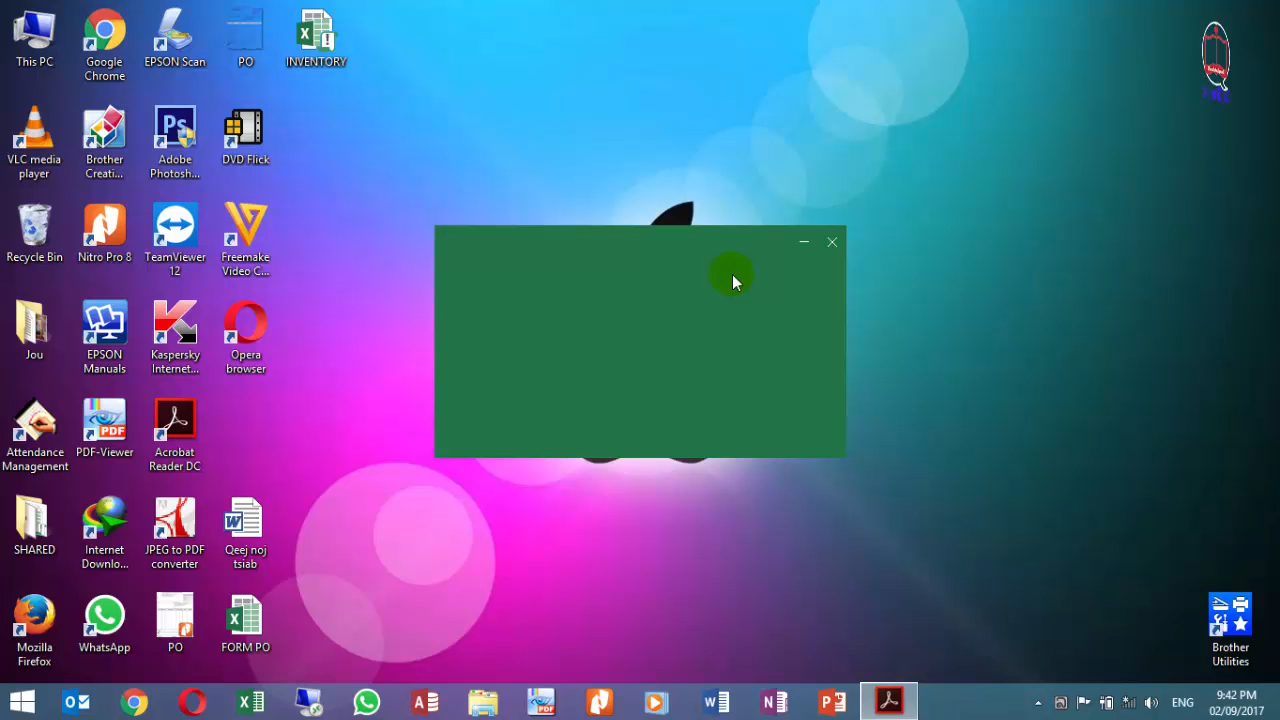 This PC
Google Chrome
EPSON Scan
PO
INVENTORY
VLC media player
Brother Creati...
Adobe Photosh...
DVD Flick
Recycle Bin
Nitro Pro 8
TeamViewer 12
Freemake Video C...
Jou
EPSON Manuals
Kaspersky Internet...
Opera browser
Attendance Management
PDF-Viewer
Acrobat Reader DC
SHARED
Internet Downlo...
JPEG to PDF converter
Qeej noj tsiab
Mozilla Firefox
WhatsApp
PO
FORM PO
Brother Utilities
ENG
9:42 PM
02/09/2017